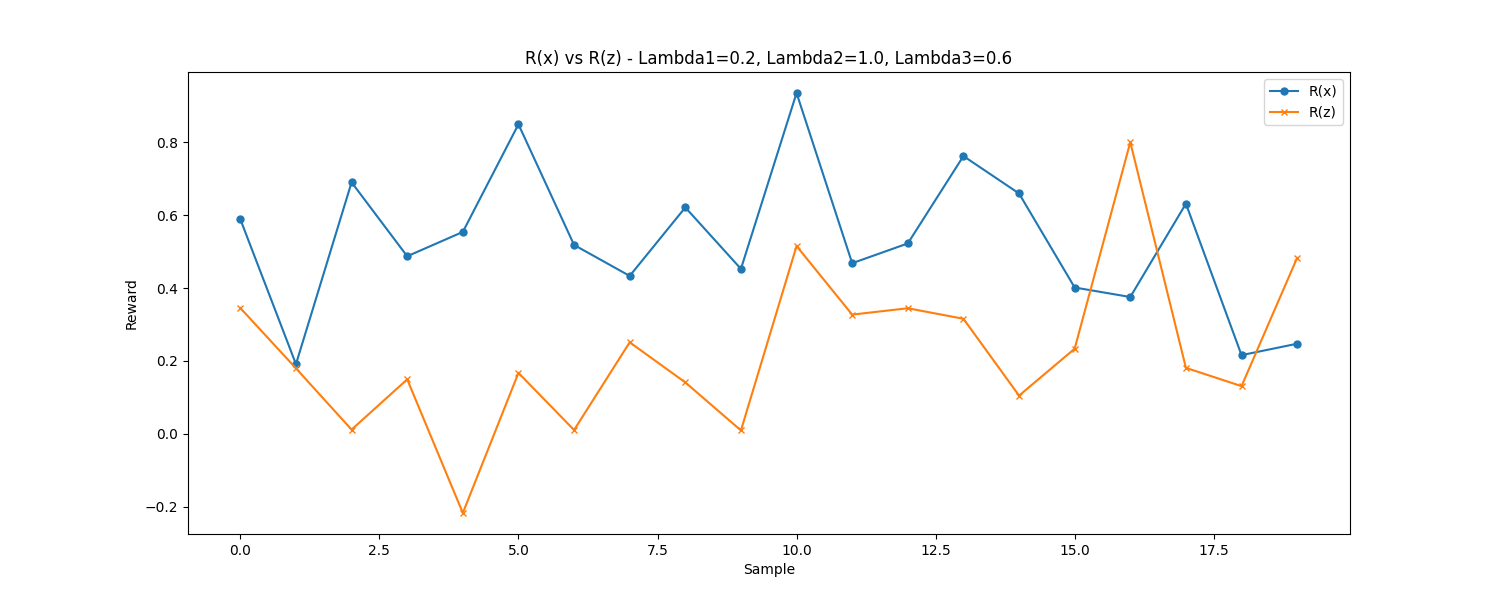 R(x) vs R(z) - Lambda1=0.2, Lambda2=1.0, Lambda3=0.6
R(x)
R(z)
Reward
0.8
0.6
0.4
0.2
0.0
−0.2
0.0 2.5 5.0 7.5 10.0 12.5 15.0 17.5
Sample